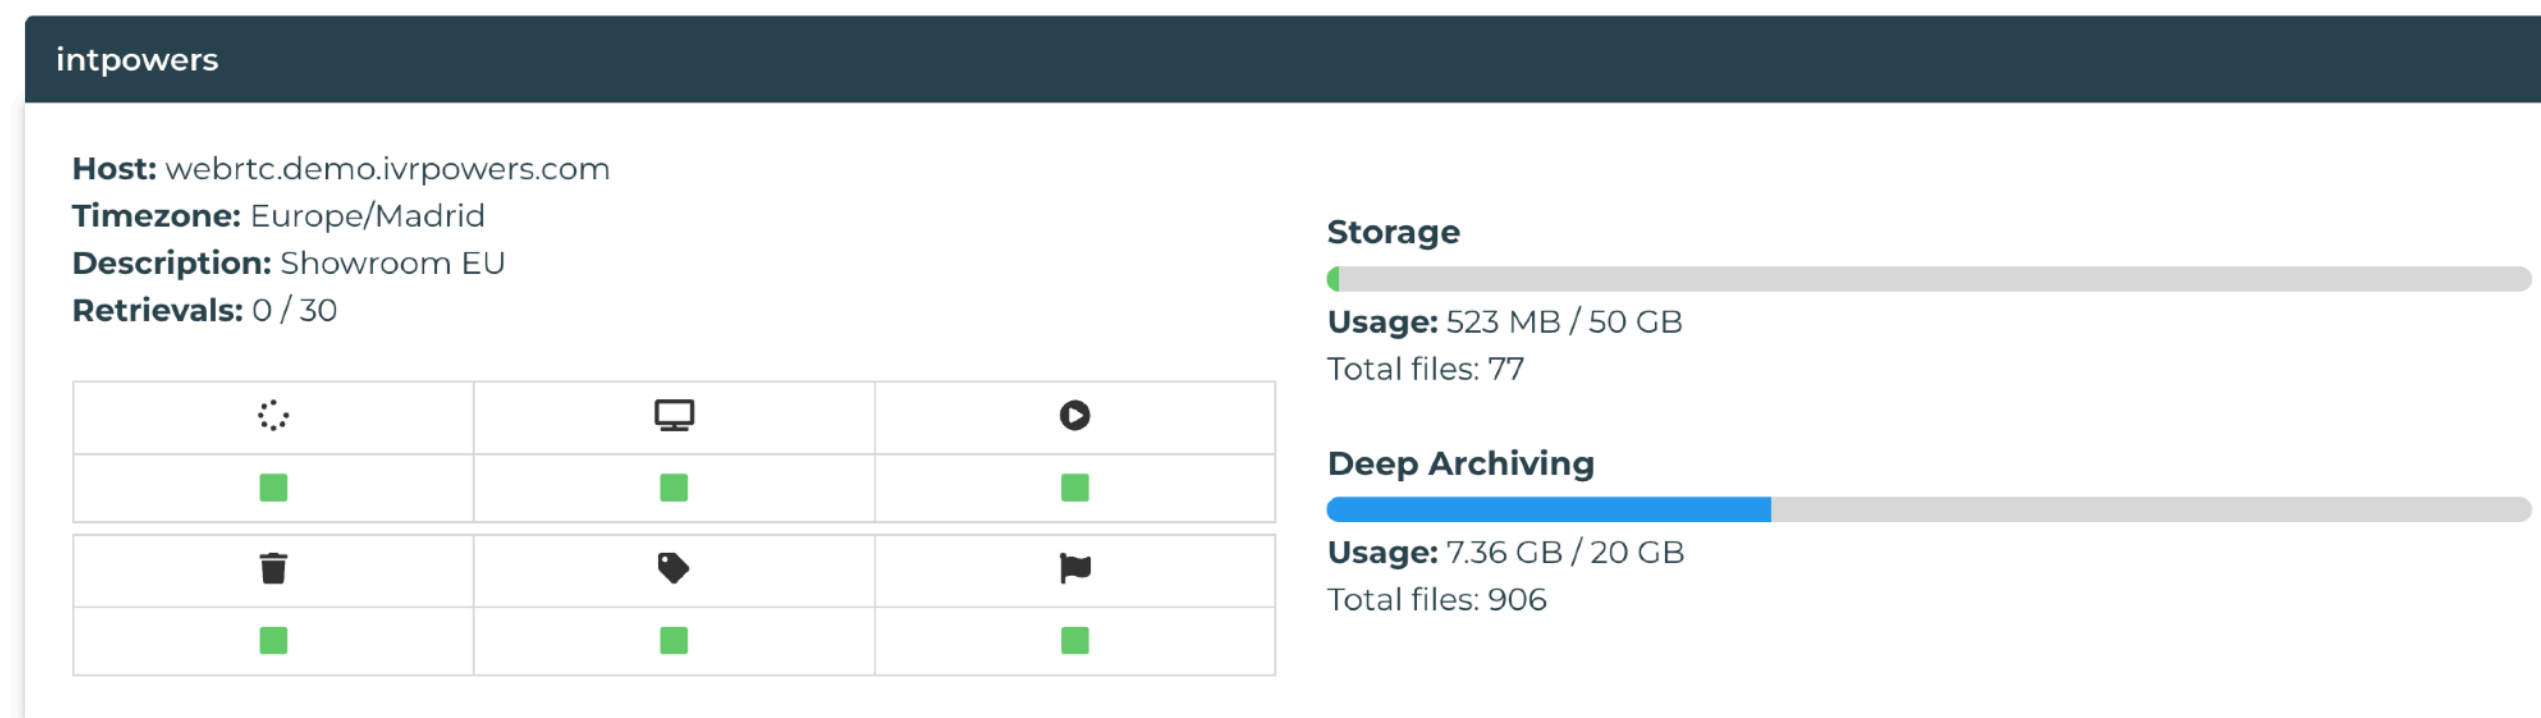 intpowers
Host: webrtc.demo.ivrpowers.com
Timezone: Europe/Madrid
Description: Showroom EU
Retrievals: 0 / 30
Storage
Usage: 523 MB / 50 GB
Total files: 77
Deep Archiving
Usage: 7.36 GB / 20 GB
Total files: 906